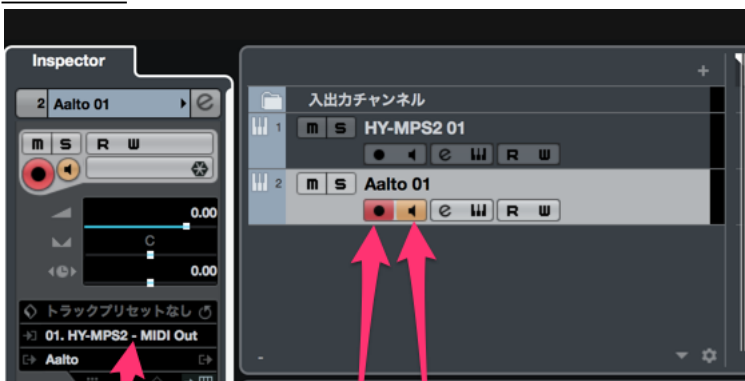 Inspector
2 Aalto 01 e
m S R W
0.00
C
0.00
トラックプリセットなし
01. HY-MPS2 - MIDI Out
Aalto
+
入出力チャンネル
1 m S HY-MPS2 01
e R W
2 m S Aalto 01
e R W
-